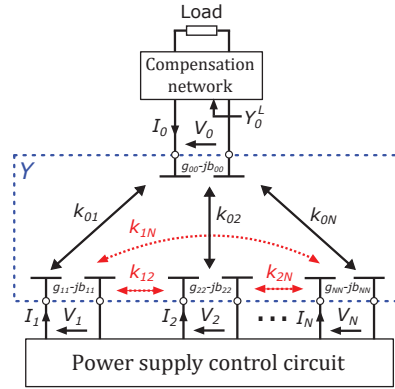 Load
Compensation
network
I₀ V₀ Y₀ᴸ
Y
g₀₀-jb₀₀
k₀₁ k₀₂ k₀N
k₁N
k₁₂ k₂N
g₁₁-jb₁₁ g₂₂-jb₂₂ gNN-jbNN
I₁ V₁ I₂ V₂ ... IN VN
Power supply control circuit